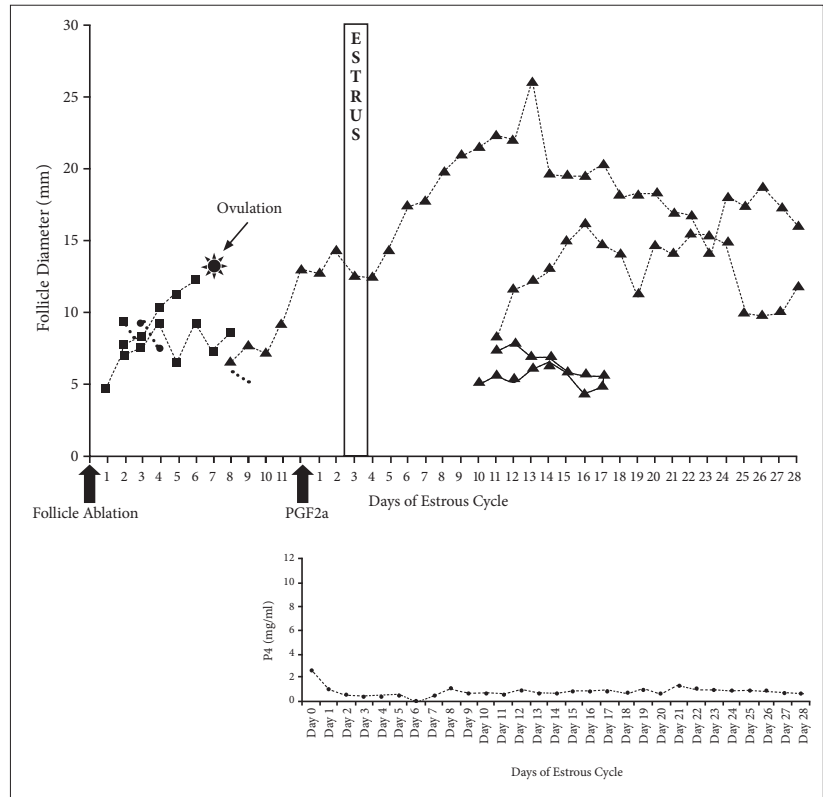 30
25
20
15
10
5
0
Follicle Diameter (mm)
ESTRUS
Ovulation
1 2 3 4 5 6 7 8 9 10 11 1 2 3 4 5 6 7 8 9 10 11 12 13 14 15 16 17 18 19 20 21 22 23 24 25 26 27 28
Days of Estrous Cycle
Follicle Ablation
PGF2a
12
10
8
6
4
2
0
P4 (mg/ml)
Day 0
Day 1
Day 2
Day 3
Day 4
Day 5
Day 6
Day 7
Day 8
Day 9
Day 10
Day 11
Day 12
Day 13
Day 14
Day 15
Day 16
Day 17
Day 18
Day 19
Day 20
Day 21
Day 22
Day 23
Day 24
Day 25
Day 26
Day 27
Day 28
Days of Estrous Cycle